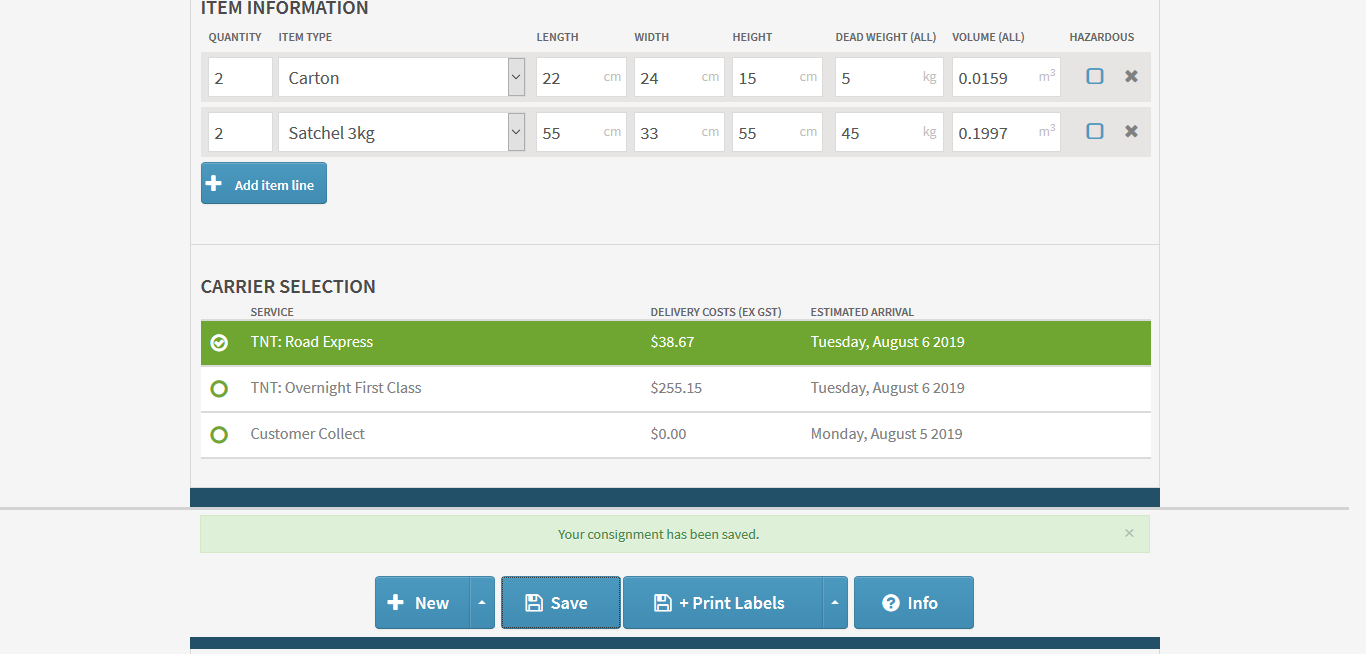 ITEM INFORMATION
QUANTITY ITEM TYPE LENGTH WIDTH HEIGHT DEAD WEIGHT (ALL) VOLUME (ALL) HAZARDOUS
2 Carton 22 cm 24 cm 15 cm 5 kg 0.0159 m³
2 Satchel 3kg 55 cm 33 cm 55 cm 45 kg 0.1997 m³
Add item line
CARRIER SELECTION
SERVICE DELIVERY COSTS (EX GST) ESTIMATED ARRIVAL
TNT: Road Express $38.67 Tuesday, August 6 2019
TNT: Overnight First Class $255.15 Tuesday, August 6 2019
Customer Collect $0.00 Monday, August 5 2019
Your consignment has been saved. ×
New Save + Print Labels Info